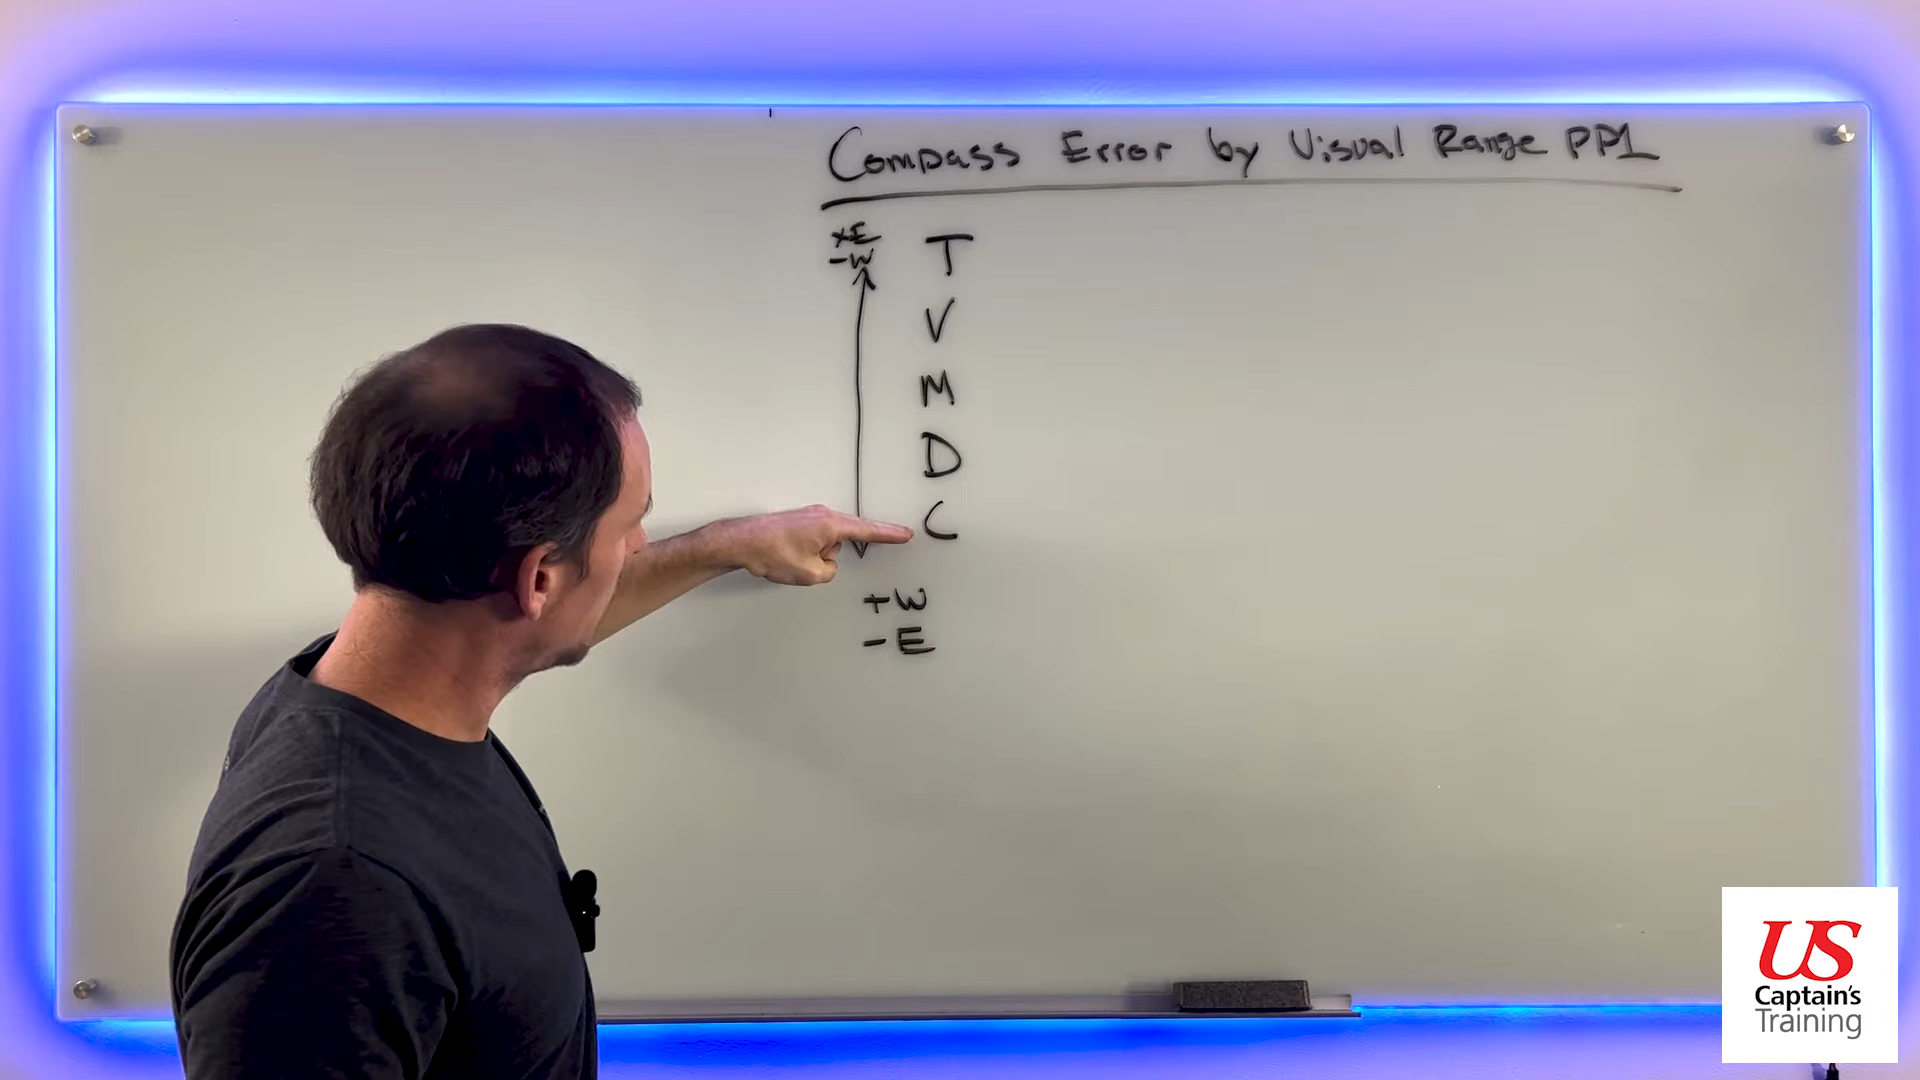 Compass Error by Visual Range PP1
+E
-W
T
V
M
D
C
+W
-E
US
Captain's
Training